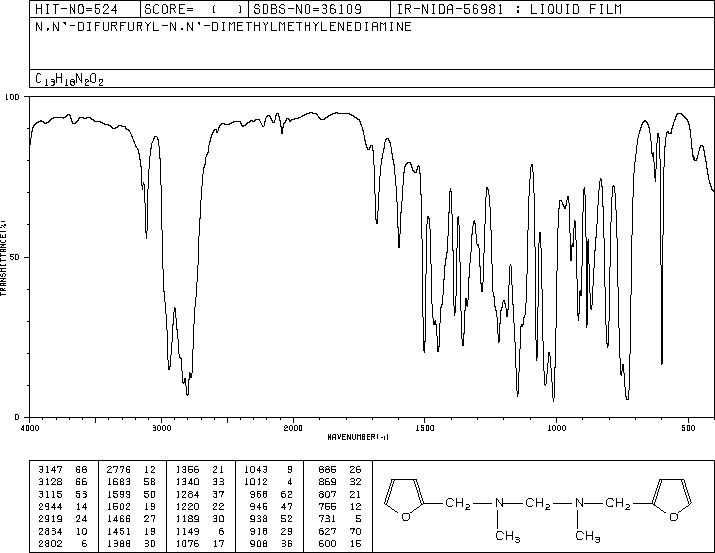 HIT-NO=524 SCORE= ( ) SDBS-NO=36109 IR-NIDA-56981 : LIQUID FILM
N,N'-DIFURFURYL-N,N'-DIMETHYLMETHYLENEDIAMINE
C13H18N2O2
100
TRANSMITTANCE(%)
50
0
4000 3000 2000 1500 1000 500
WAVENUMBER(-1)
3147 68 2776 12 1366 21 1043 9 885 26
3128 66 1683 58 1340 33 1012 4 869 32
3115 53 1599 50 1284 37 968 62 807 21
2944 14 1502 19 1220 22 946 47 755 12
2919 24 1466 27 1189 30 938 52 731 5
2834 10 1451 19 1149 6 918 29 627 70
2802 6 1388 30 1076 17 908 36 600 15
O CH2 N CH2 N CH2 O
CH3 CH3